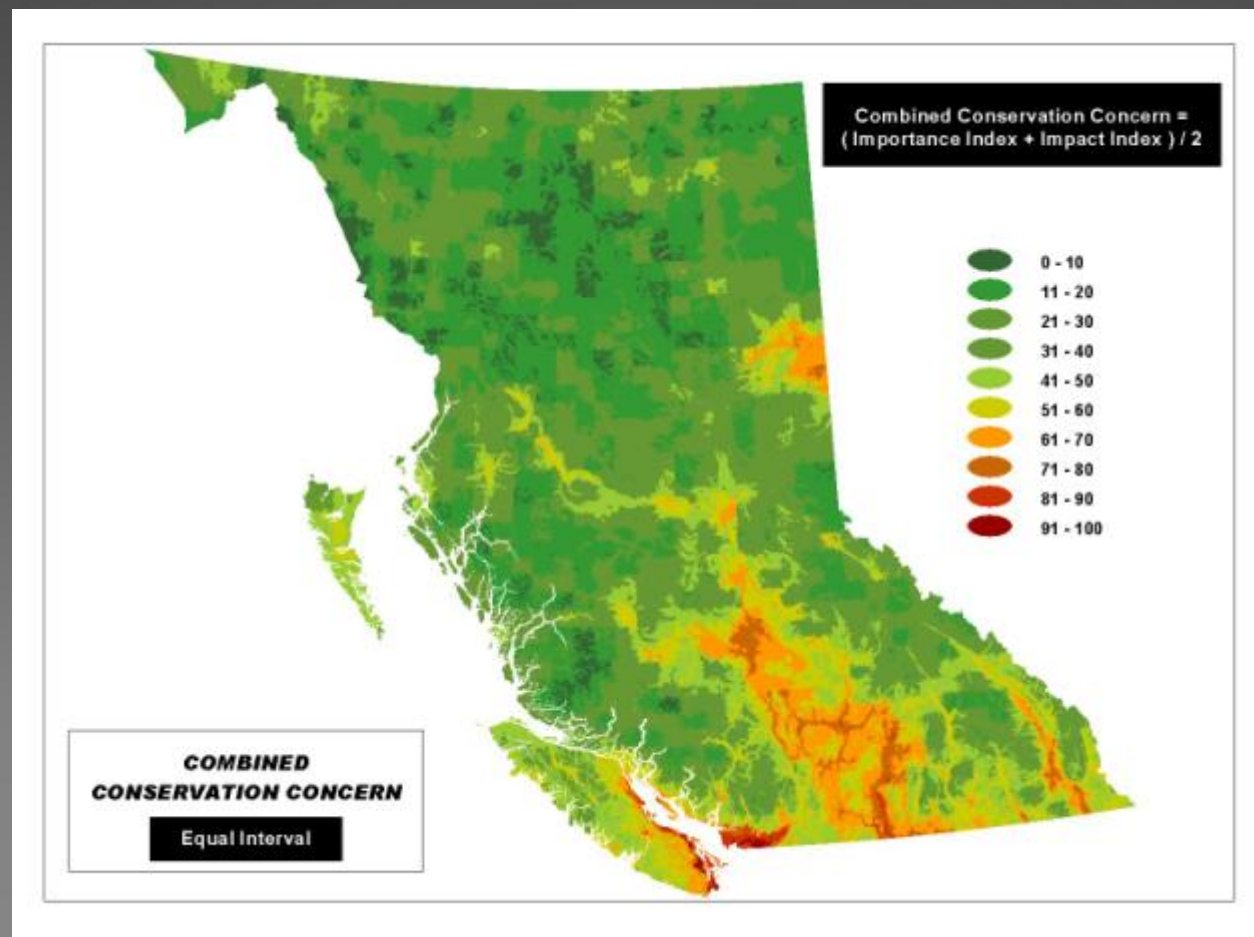 Combined Conservation Concern =
( Importance Index + Impact Index ) / 2
0 - 10
11 - 20
21 - 30
31 - 40
41 - 50
51 - 60
61 - 70
71 - 80
81 - 90
91 - 100
COMBINED
CONSERVATION CONCERN
Equal Interval